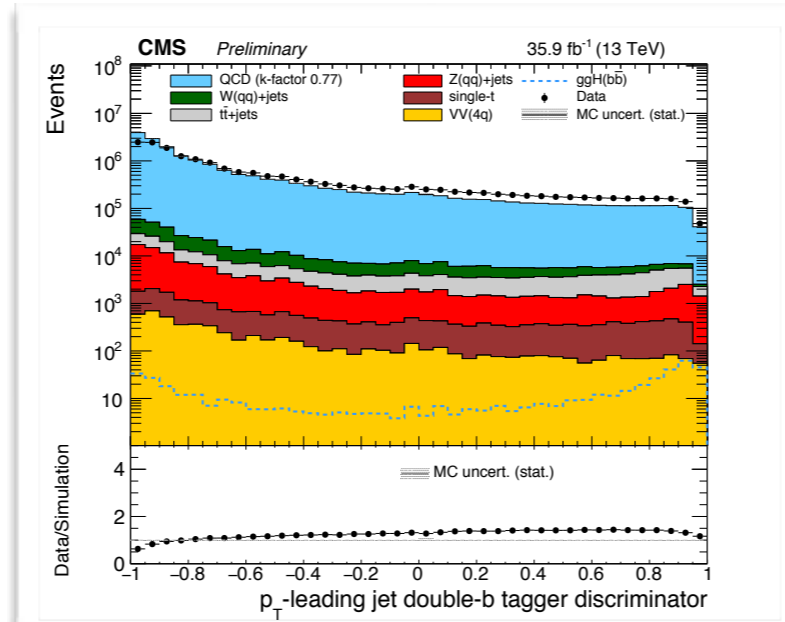 CMS Preliminary 35.9 fb⁻¹ (13 TeV)
Events
10⁸
10⁷
10⁶
10⁵
10⁴
10³
10²
10
QCD (k-factor 0.77)
W(qq)+jets
tt̄+jets
Z(qq)+jets
single-t
VV(4q)
ggH(bb̄)
Data
MC uncert. (stat.)
Data/Simulation
4
2
0
MC uncert. (stat.)
−1 −0.8 −0.6 −0.4 −0.2 0 0.2 0.4 0.6 0.8 1
p_T-leading jet double-b tagger discriminator